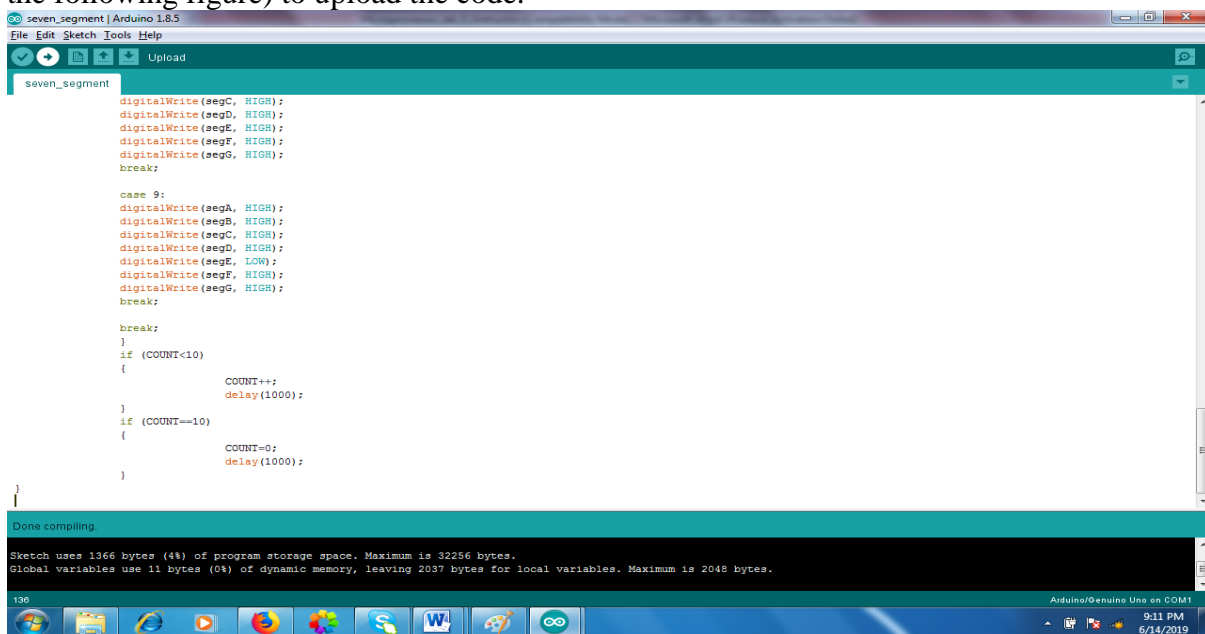 the following figure) to upload the code.
seven_segment | Arduino 1.8.5
File Edit Sketch Tools Help
Upload
seven_segment
digitalWrite(segC, HIGH);
digitalWrite(segD, HIGH);
digitalWrite(segE, HIGH);
digitalWrite(segF, HIGH);
digitalWrite(segG, HIGH);
break;
case 9:
digitalWrite(segA, HIGH);
digitalWrite(segB, HIGH);
digitalWrite(segC, HIGH);
digitalWrite(segD, HIGH);
digitalWrite(segE, LOW);
digitalWrite(segF, HIGH);
digitalWrite(segG, HIGH);
break;
break;
}
if (COUNT<10)
{
COUNT++;
delay(1000);
}
if (COUNT==10)
{
COUNT=0;
delay(1000);
}
}
Done compiling.
Sketch uses 1366 bytes (4%) of program storage space. Maximum is 32256 bytes.
Global variables use 11 bytes (0%) of dynamic memory, leaving 2037 bytes for local variables. Maximum is 2048 bytes.
136 Arduino/Genuino Uno on COM1
9:11 PM
6/14/2019